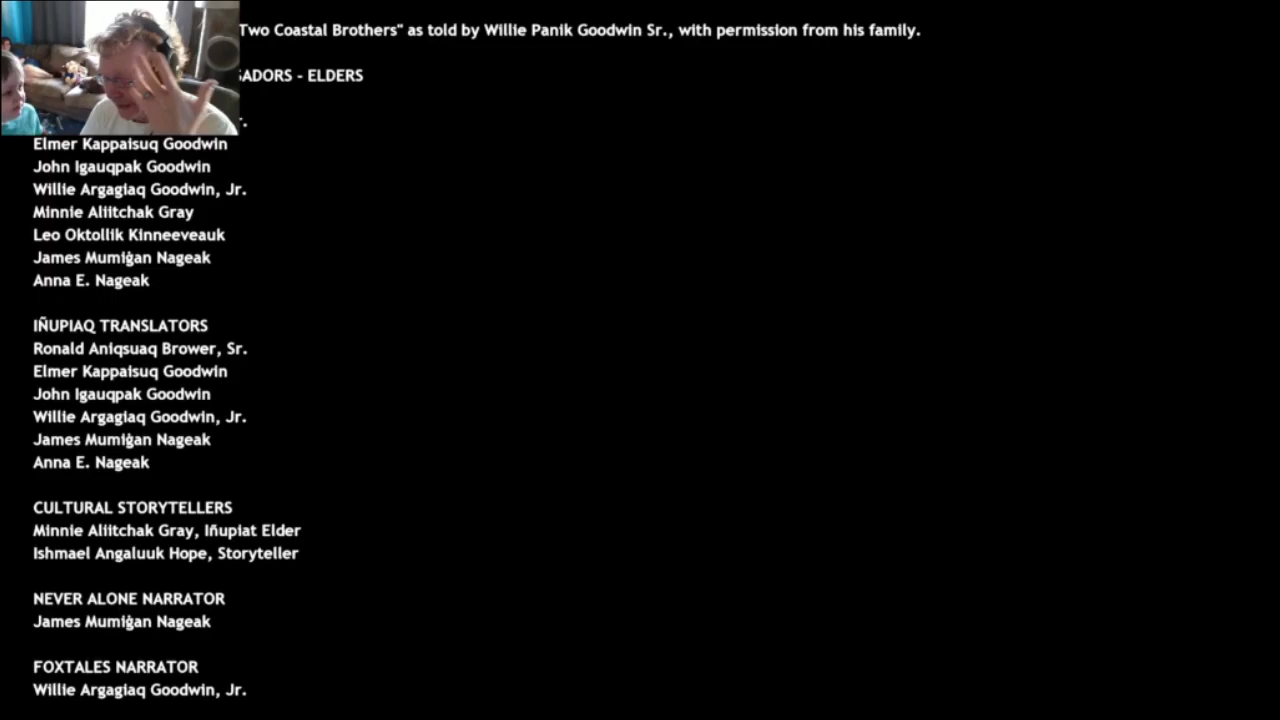 Two Coastal Brothers" as told by Willie Panik Goodwin Sr., with permission from his family.
ADORS - ELDERS
r.
Elmer Kappaisuq Goodwin
John Igauqpak Goodwin
Willie Argagiaq Goodwin, Jr.
Minnie Aliitchak Gray
Leo Oktollik Kinneeveauk
James Mumiġan Nageak
Anna E. Nageak
IÑUPIAQ TRANSLATORS
Ronald Aniqsuaq Brower, Sr.
Elmer Kappaisuq Goodwin
John Igauqpak Goodwin
Willie Argagiaq Goodwin, Jr.
James Mumiġan Nageak
Anna E. Nageak
CULTURAL STORYTELLERS
Minnie Aliitchak Gray, Iñupiat Elder
Ishmael Angaluuk Hope, Storyteller
NEVER ALONE NARRATOR
James Mumiġan Nageak
FOXTALES NARRATOR
Willie Argagiaq Goodwin, Jr.